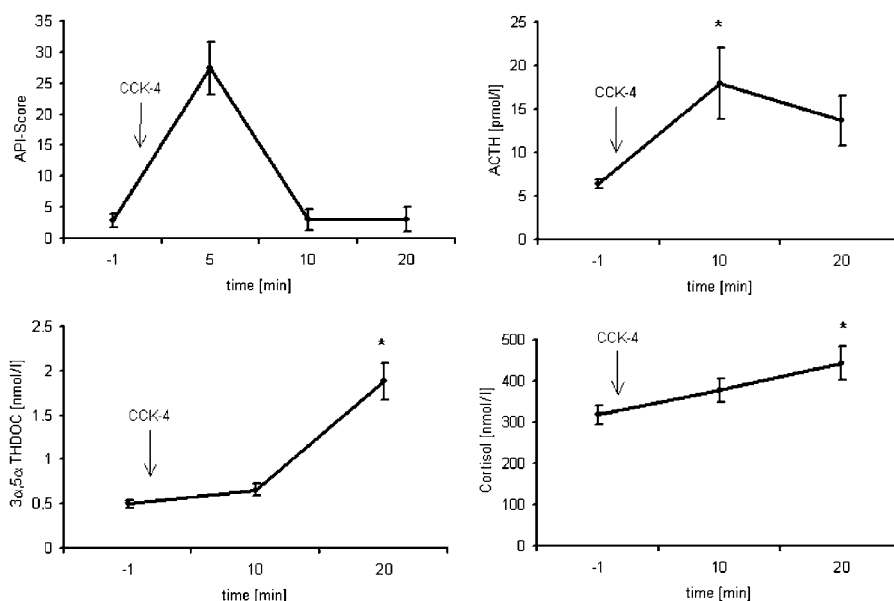 API-Score
35
30
25
20
15
10
5
0
CCK-4
-1 5 10 20
time [min]
ACTH [pmol/l]
25
20
15
10
5
0
*
CCK-4
-1 10 20
time [min]
3α,5α THDOC [nmol/l]
2.5
2
1.5
1
0.5
0
*
CCK-4
-1 10 20
time [min]
Cortisol [nmol/l]
500
400
300
200
100
0
*
CCK-4
-1 10 20
time [min]